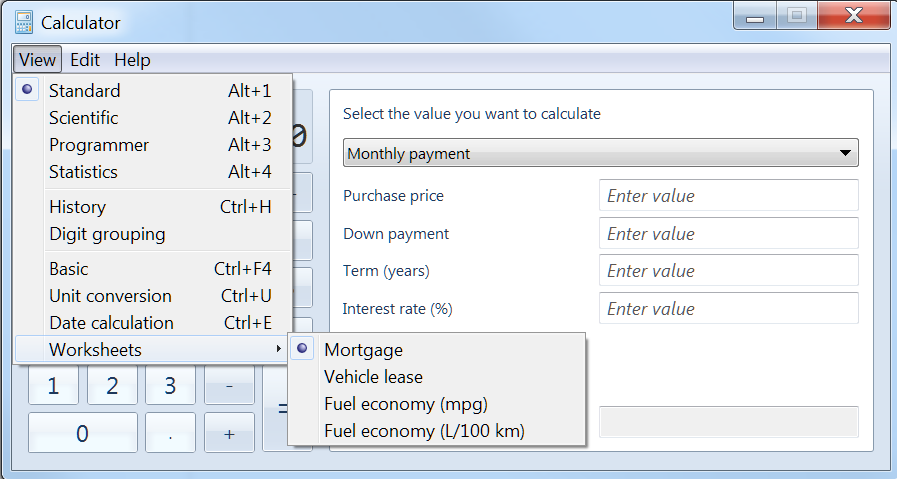 Calculator
View Edit Help
Standard Alt+1
Scientific Alt+2
Programmer Alt+3
Statistics Alt+4
History Ctrl+H
Digit grouping
Basic Ctrl+F4
Unit conversion Ctrl+U
Date calculation Ctrl+E
Worksheets
Mortgage
Vehicle lease
Fuel economy (mpg)
Fuel economy (L/100 km)
0
1 2 3 -
=
0 . +
Select the value you want to calculate
Monthly payment
Purchase price Enter value
Down payment Enter value
Term (years) Enter value
Interest rate (%) Enter value